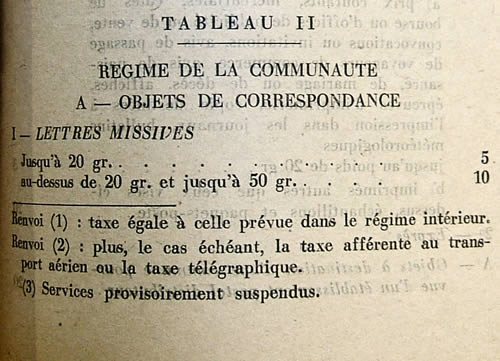 TABLEAU II
REGIME DE LA COMMUNAUTE
A — OBJETS DE CORRESPONDANCE
I — LETTRES MISSIVES
Jusqu'à 20 gr. . . . . . . . . . . . . 5
au-dessus de 20 gr. et jusqu'à 50 gr. . . . . 10
Renvoi (1) : taxe égale à celle prévue dans le régime intérieur.
Renvoi (2) : plus, le cas échéant, la taxe afférente au trans-
port aérien ou la taxe télégraphique.
(3) Services provisoirement suspendus.